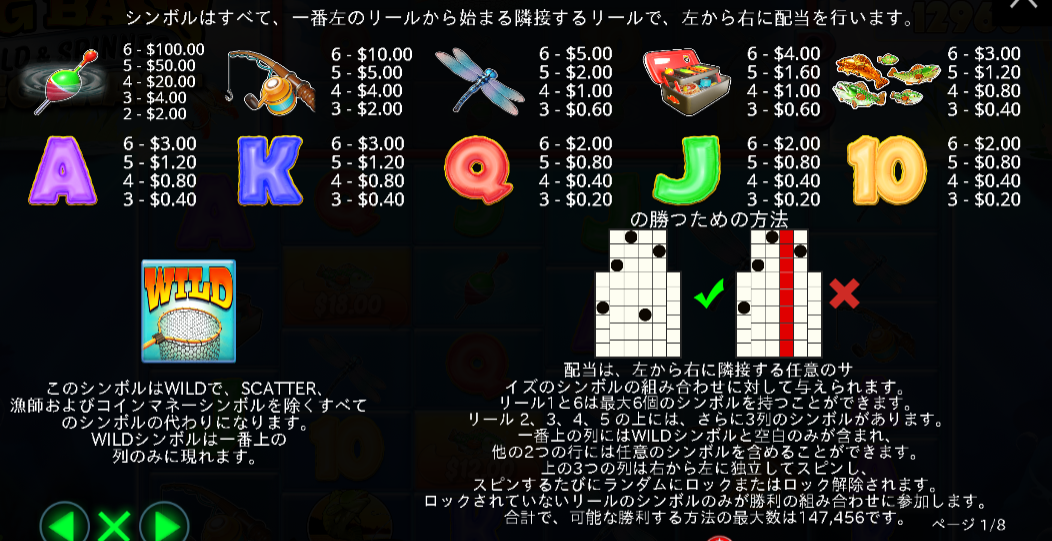 シンボルはすべて、一番左のリールから始まる隣接するリールで、左から右に配当を行います。
6 - $100.00
5 - $50.00
4 - $20.00
3 - $4.00
2 - $2.00
6 - $10.00
5 - $5.00
4 - $4.00
3 - $2.00
6 - $5.00
5 - $2.00
4 - $1.00
3 - $0.60
6 - $4.00
5 - $1.60
4 - $1.00
3 - $0.60
6 - $3.00
5 - $1.20
4 - $0.80
3 - $0.40
A
6 - $3.00
5 - $1.20
4 - $0.80
3 - $0.40
K
6 - $3.00
5 - $1.20
4 - $0.80
3 - $0.40
Q
6 - $2.00
5 - $0.80
4 - $0.40
3 - $0.20
J
6 - $2.00
5 - $0.80
4 - $0.40
3 - $0.20
10
6 - $2.00
5 - $0.80
4 - $0.40
3 - $0.20
の勝つための方法
WILD
このシンボルはWILDで、SCATTER、
漁師およびコインマネーシンボルを除くすべて
のシンボルの代わりになります。
WILDシンボルは一番上の
列のみに現れます。
配当は、左から右に隣接する任意のサ
イズのシンボルの組み合わせに対して与えられます。
リール1と6は最大6個のシンボルを持つことができます。
リール 2、3、4、5 の上には、さらに3列のシンボルがあります。
一番上の列にはWILDシンボルと空白のみが含まれ、
他の2つの行には任意のシンボルを含めることができます。
上の3つの列は右から左に独立してスピンし、
スピンするたびにランダムにロックまたはロック解除されます。
ロックされていないリールのシンボルのみが勝利の組み合わせに参加します。
合計で、可能な勝利する方法の最大数は147,456です。
ページ 1/8